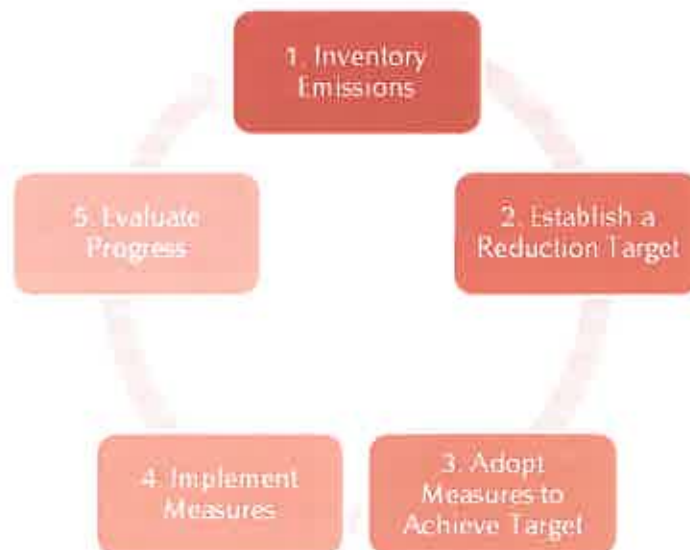 1. Inventory
Emissions
2. Establish a
Reduction Target
3. Adopt
Measures to
Achieve Target
4. Implement
Measures
5. Evaluate
Progress